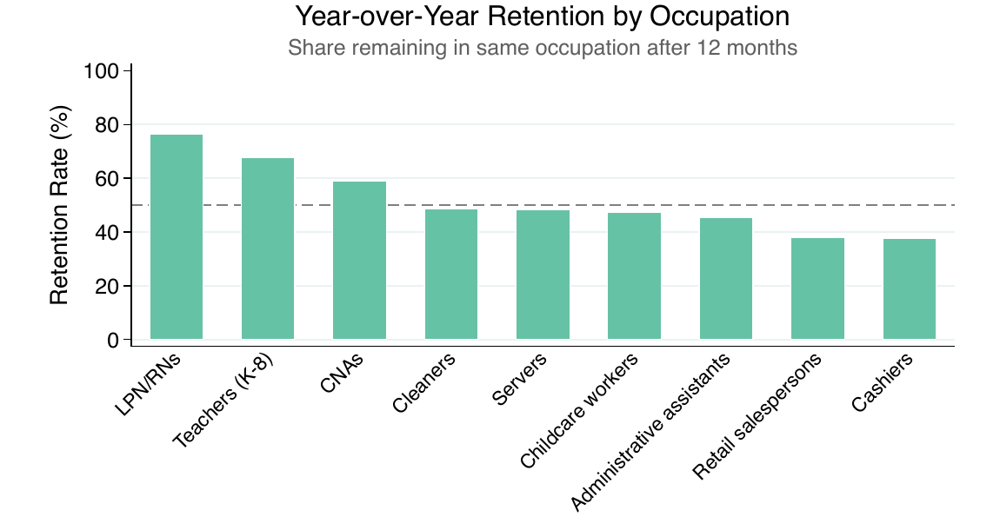 Year-over-Year Retention by Occupation
Share remaining in same occupation after 12 months
Retention Rate (%)
100
80
60
40
20
0
LPN/RNs
Teachers (K-8)
CNAs
Cleaners
Servers
Childcare workers
Administrative assistants
Retail salespersons
Cashiers